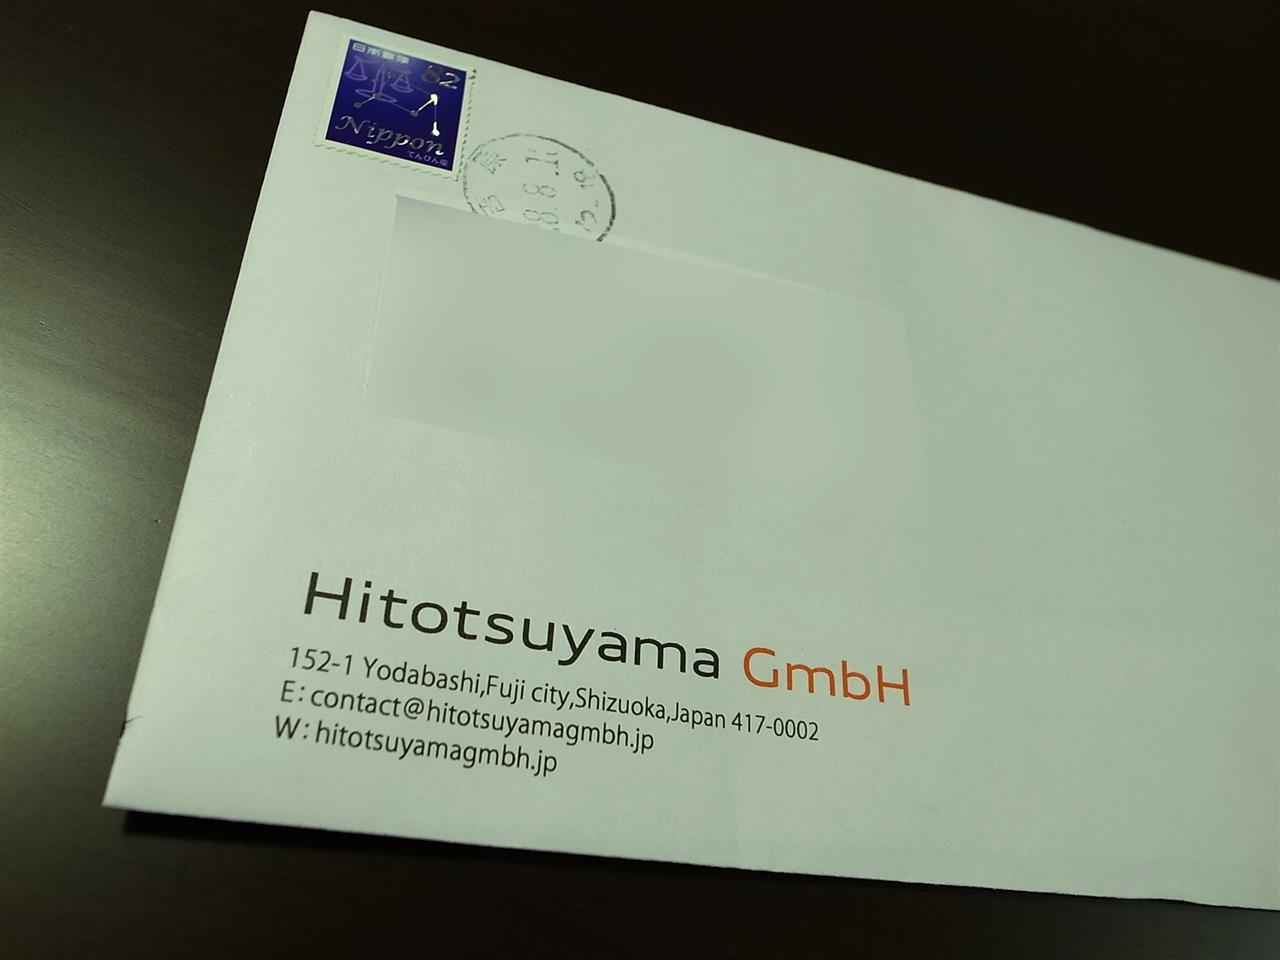 日本郵便
82
Nippon
てんびん座
Hitotsuyama GmbH
152-1 Yodabashi,Fuji city,Shizuoka,Japan 417-0002
E: contact@hitotsuyamagmbh.jp
W: hitotsuyamagmbh.jp